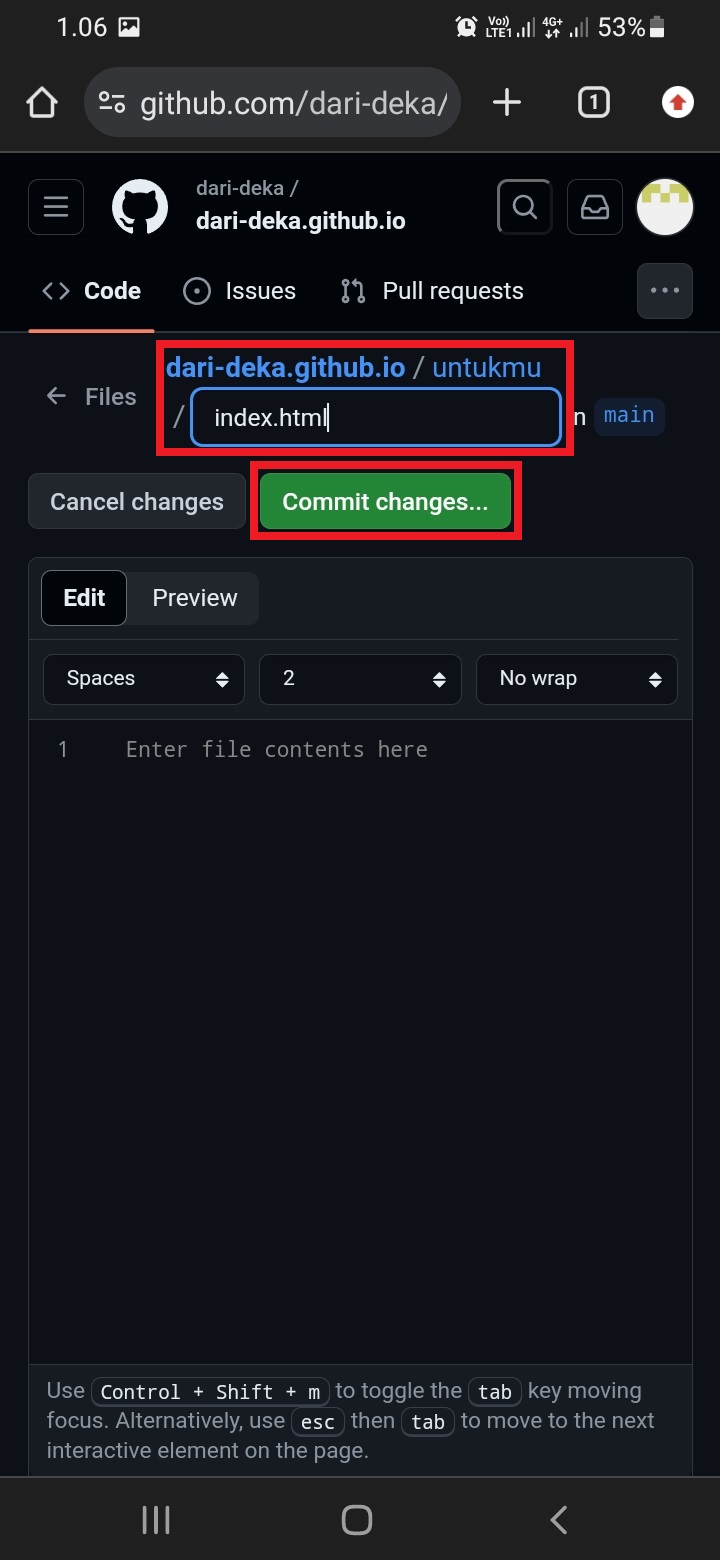 1.06 Vo)) LTE1 4G+ 53%
github.com/dari-deka/ 1
dari-deka /
dari-deka.github.io
Code Issues Pull requests
dari-deka.github.io / untukmu
Files / index.html n main
Cancel changes Commit changes...
Edit Preview
Spaces 2 No wrap
1 Enter file contents here
Use Control + Shift + m to toggle the tab key moving
focus. Alternatively, use esc then tab to move to the next
interactive element on the page.